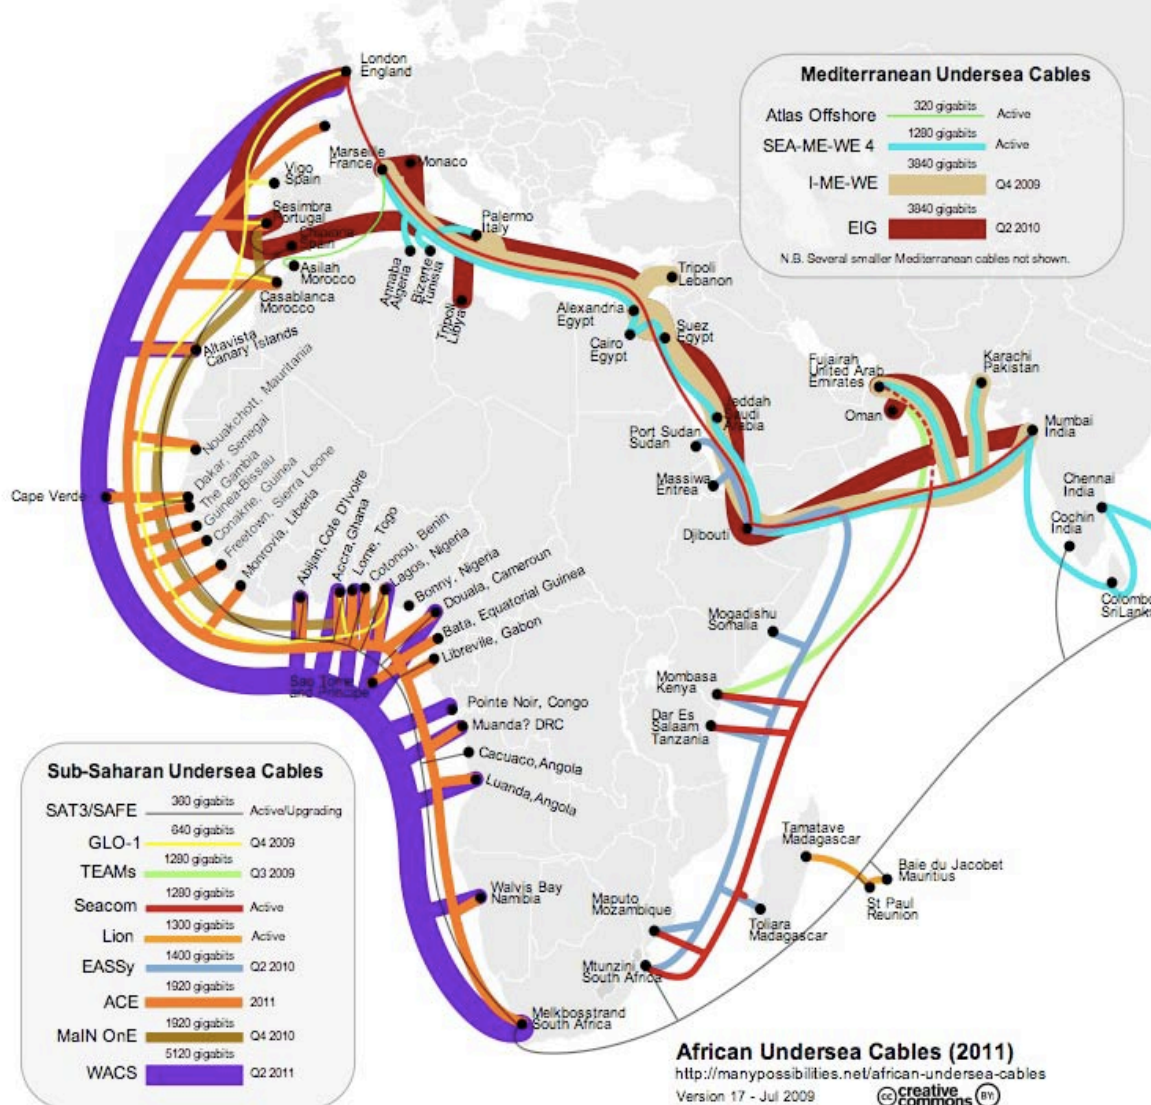 London
England
Vigo
Spain
Marseille
France
Monaco
Sesimbra
Portugal
Chipiona
Spain
Asilah
Morocco
Casablanca
Morocco
Altavista
Canary Islands
Annaba
Algeria
Bizerte
Tunisia
Palermo
Italy
Tripoli
Libya
Tripoli
Lebanon
Alexandria
Egypt
Cairo
Egypt
Suez
Egypt
Jeddah
Saudi
Arabia
Port Sudan
Sudan
Massiwa
Eritrea
Djibouti
Fujairah
United Arab
Emirates
Oman
Karachi
Pakistan
Mumbai
India
Chennai
India
Cochin
India
Colombo
SriLanka
Mediterranean Undersea Cables
Atlas Offshore 320 gigabits Active
SEA-ME-WE 4 1280 gigabits Active
I-ME-WE 3840 gigabits Q4 2009
EIG 3840 gigabits Q2 2010
N.B. Several smaller Mediterranean cables not shown.
Nouakchott, Mauritania
Dakar, Senegal
The Gambia
Guinea-Bissau
Conakrie, Guinea
Freetown, Sierra Leone
Monrovia, Liberia
Cape Verde
Abijan, Cote D'Ivoire
Accra, Ghana
Lome, Togo
Cotonou, Benin
Lagos, Nigeria
Bonny, Nigeria
Douala, Cameroun
Bata, Equatorial Guinea
Libreville, Gabon
Sao Tome
and Principe
Pointe Noir, Congo
Muanda? DRC
Cacuaco, Angola
Luanda, Angola
Walvis Bay
Namibia
Melkbosstrand
South Africa
Mogadishu
Somalia
Mombasa
Kenya
Dar Es
Salaam
Tanzania
Maputo
Mozambique
Mtunzini
South Africa
Toliara
Madagascar
Tamatave
Madagascar
Baie du Jacobet
Mauritius
St Paul
Reunion
Sub-Saharan Undersea Cables
SAT3/SAFE 360 gigabits Active/Upgrading
GLO-1 640 gigabits Q4 2009
TEAMs 1280 gigabits Q3 2009
Seacom 1280 gigabits Active
Lion 1300 gigabits Active
EASSy 1400 gigabits Q2 2010
ACE 1920 gigabits 2011
MaIN OnE 1920 gigabits Q4 2010
WACS 5120 gigabits Q2 2011
African Undersea Cables (2011)
http://manypossibilities.net/african-undersea-cables
Version 17 - Jul 2009
cc creative commons BY: